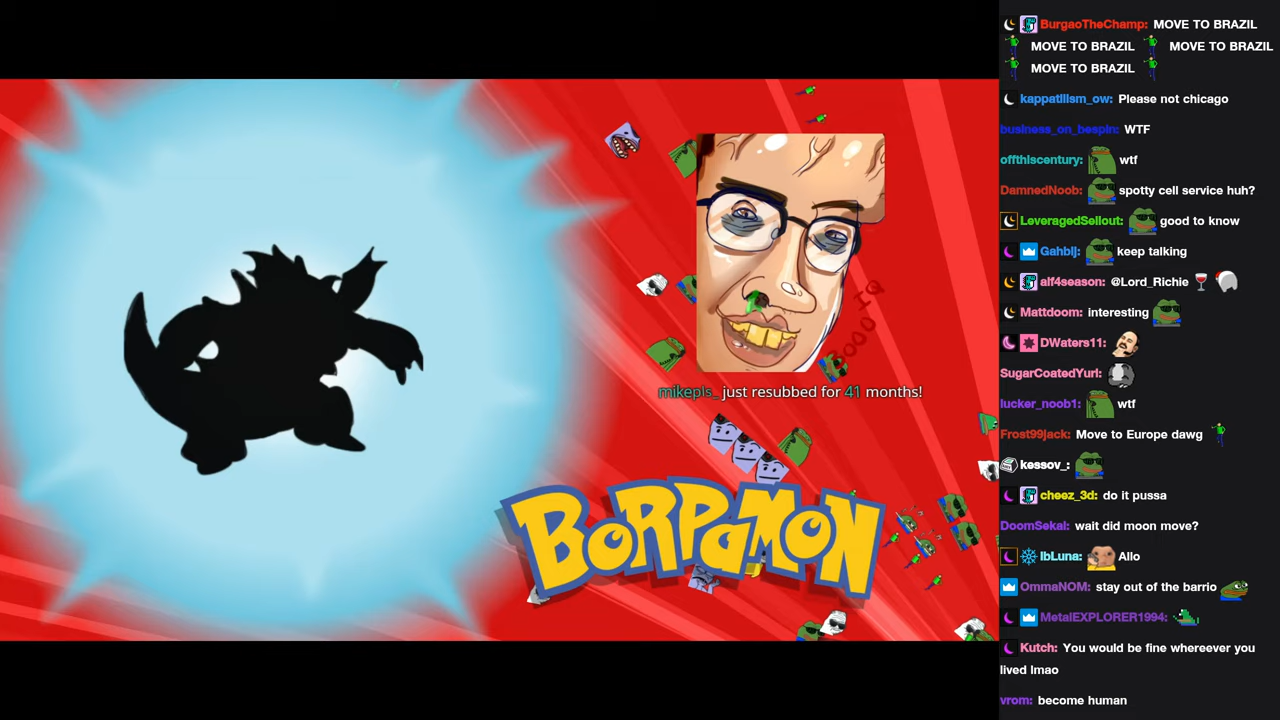 BurgaoTheChamp: MOVE TO BRAZIL
MOVE TO BRAZIL MOVE TO BRAZIL
MOVE TO BRAZIL
kappatilism_ow: Please not chicago
business_on_bespin: WTF
offthiscentury: wtf
DamnedNoob: spotty cell service huh?
LeveragedSellout: good to know
Gahbij: keep talking
alf4season: @Lord_Richie
Mattdoom: interesting
DWaters11:
SugarCoatedYuri:
lucker_noob1: wtf
Frost99jack: Move to Europe dawg
kessov_:
cheez_3d: do it pussa
DoomSekai: wait did moon move?
IbLuna: Allo
OmmaNOM: stay out of the barrio
MetalEXPLORER1994:
Kutch: You would be fine whereever you
lived lmao
vrom: become human
3000 IQ
mikepls_ just resubbed for 41 months!
BORPAMON